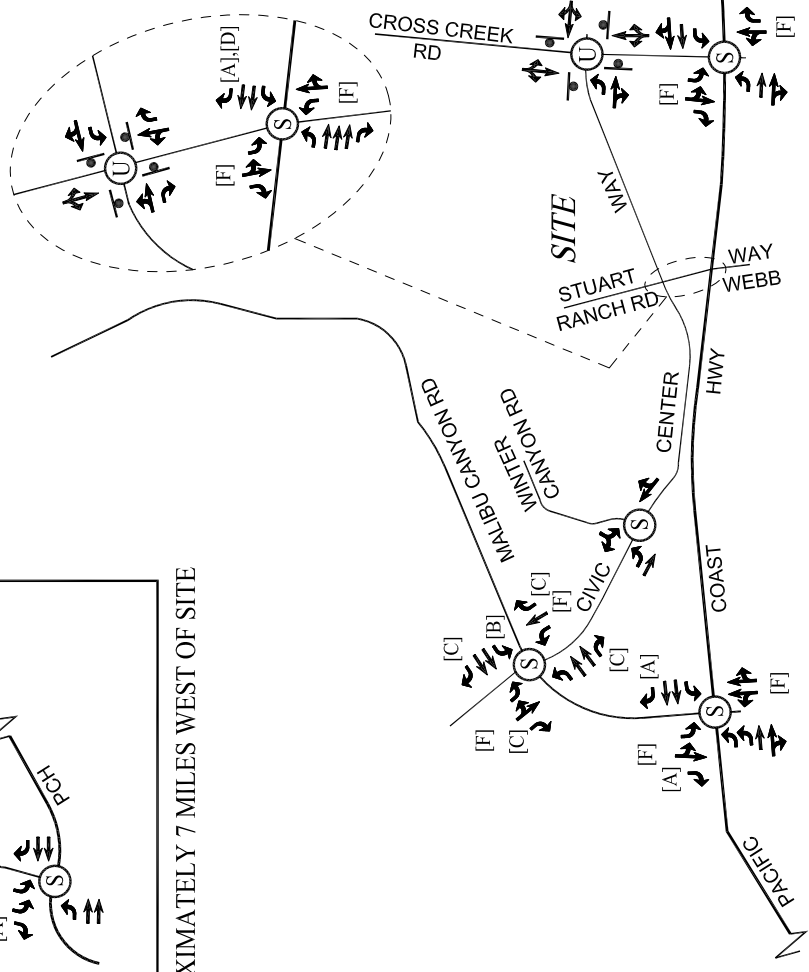 CROSS CREEK
RD
[A],[D]
[F]
[F]
U
S
U
S
[F]
[F]
WAY
SITE
STUART
RANCH RD
WAY
WEBB
HWY
CENTER
MALIBU CANYON RD
WINTER
CANYON RD
S
CIVIC
COAST
[C]
[B]
[C]
[F]
S
[C]
[F]
[C]
[A]
S
[F]
[F]
[A]
PACIFIC
PCH
S
XIMATELY 7 MILES WEST OF SITE